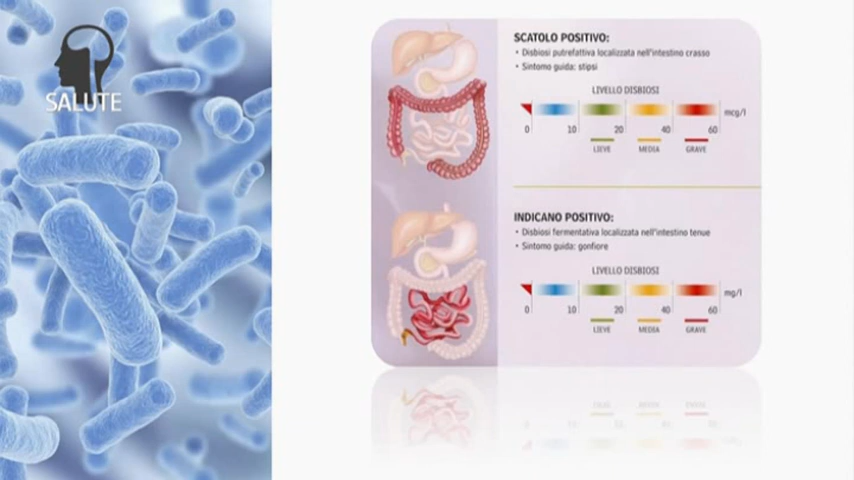 SALUTE
SCATOLO POSITIVO:
• Disbiosi putrefattiva localizzata nell'intestino crasso
• Sintomo guida: stipsi
LIVELLO DISBIOSI
mcg/l
0 10 20 40 60
LIEVE MEDIA GRAVE
INDICANO POSITIVO:
• Disbiosi fermentativa localizzata nell'intestino tenue
• Sintomo guida: gonfiore
LIVELLO DISBIOSI
mg/l
0 10 20 40 60
LIEVE MEDIA GRAVE